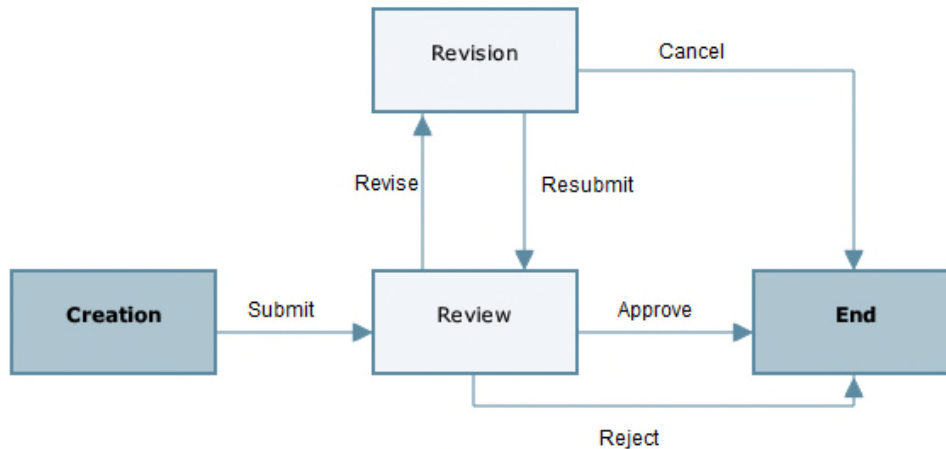 Revision
Cancel
Revise
Resubmit
Creation
Submit
Review
Approve
End
Reject